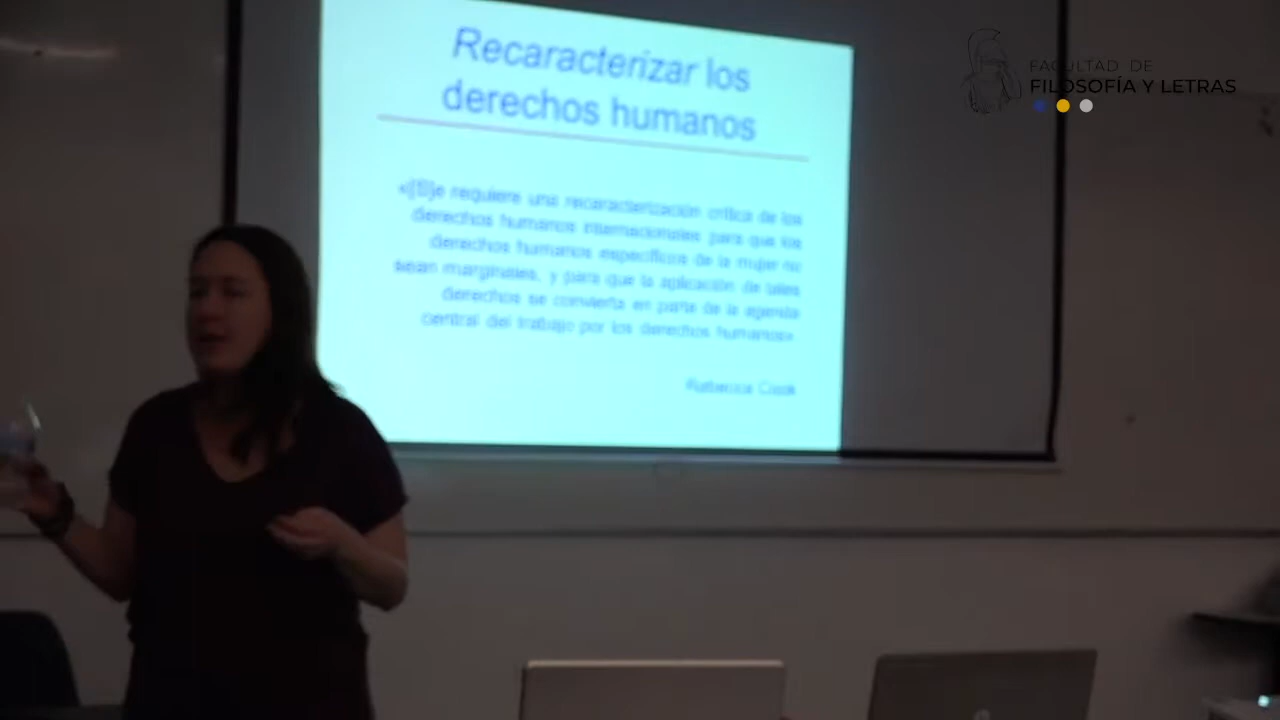 Recaracterizar los
derechos humanos
«[S]e requiere una recaracterización crítica de los
derechos humanos internacionales para que los
derechos humanos específicos de la mujer no
sean marginales, y para que la aplicación de tales
derechos se convierta en parte de la agenda
central del trabajo por los derechos humanos».
Rebecca Cook
FACULTAD DE
FILOSOFÍA Y LETRAS